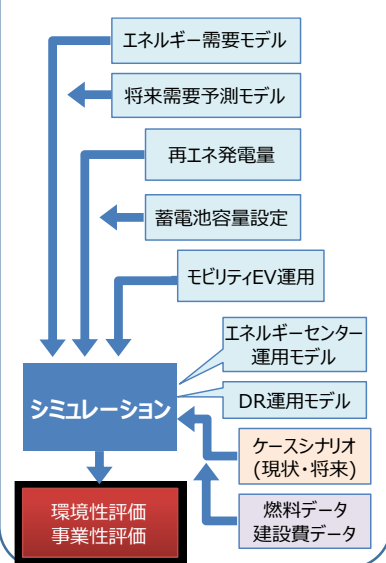 エネルギー需要モデル
将来需要予測モデル
再エネ発電量
蓄電池容量設定
モビリティEV運用
エネルギーセンター
運用モデル
DR運用モデル
シミュレーション
ケースシナリオ
(現状・将来)
燃料データ
建設費データ
環境性評価
事業性評価